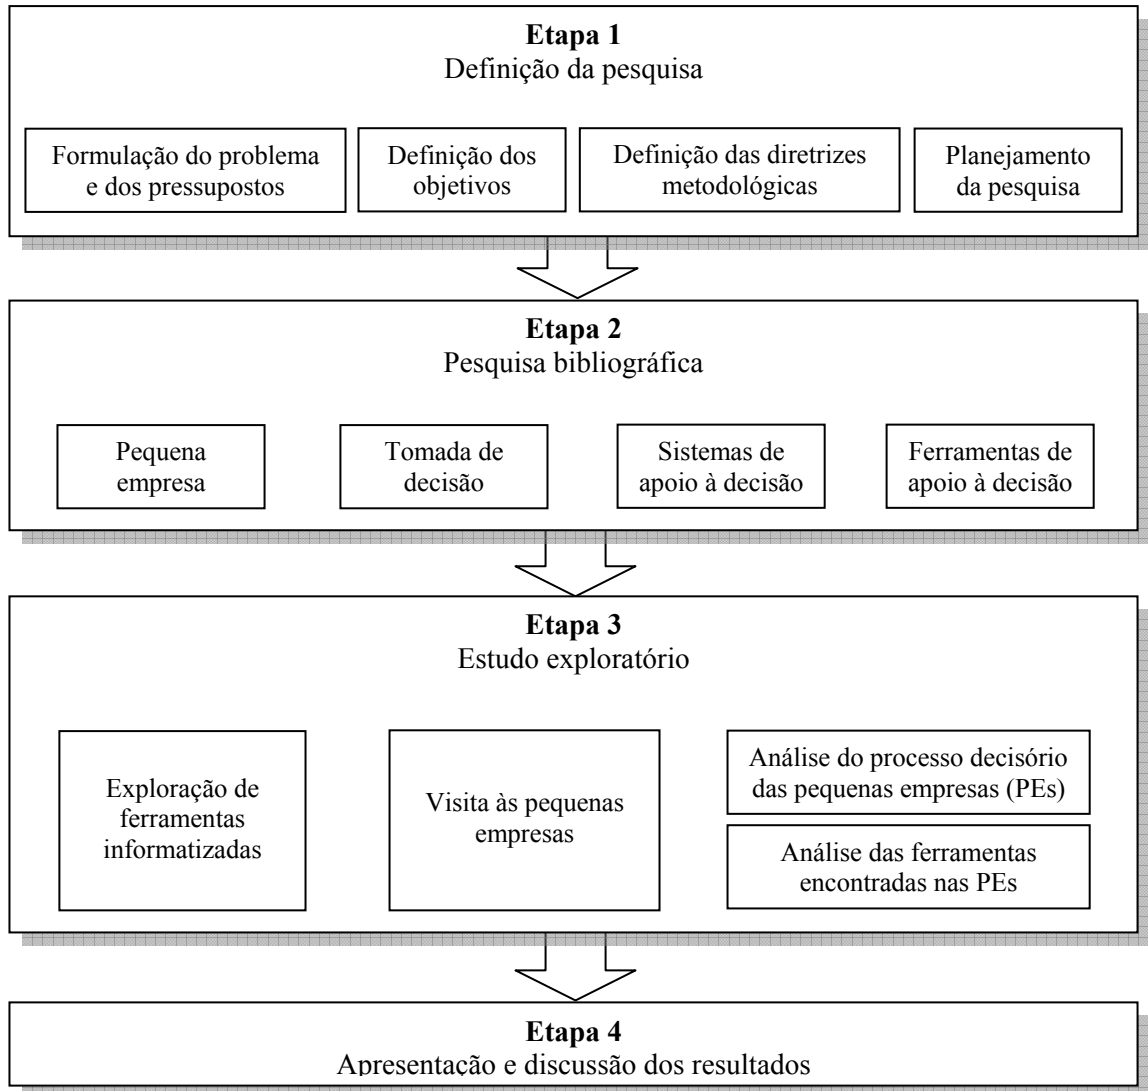 Etapa 1
Definição da pesquisa
Formulação do problema
e dos pressupostos
Definição dos
objetivos
Definição das diretrizes
metodológicas
Planejamento
da pesquisa
Etapa 2
Pesquisa bibliográfica
Pequena
empresa
Tomada de
decisão
Sistemas de
apoio à decisão
Ferramentas de
apoio à decisão
Etapa 3
Estudo exploratório
Exploração de
ferramentas
informatizadas
Visita às pequenas
empresas
Análise do processo decisório
das pequenas empresas (PEs)
Análise das ferramentas
encontradas nas PEs
Etapa 4
Apresentação e discussão dos resultados